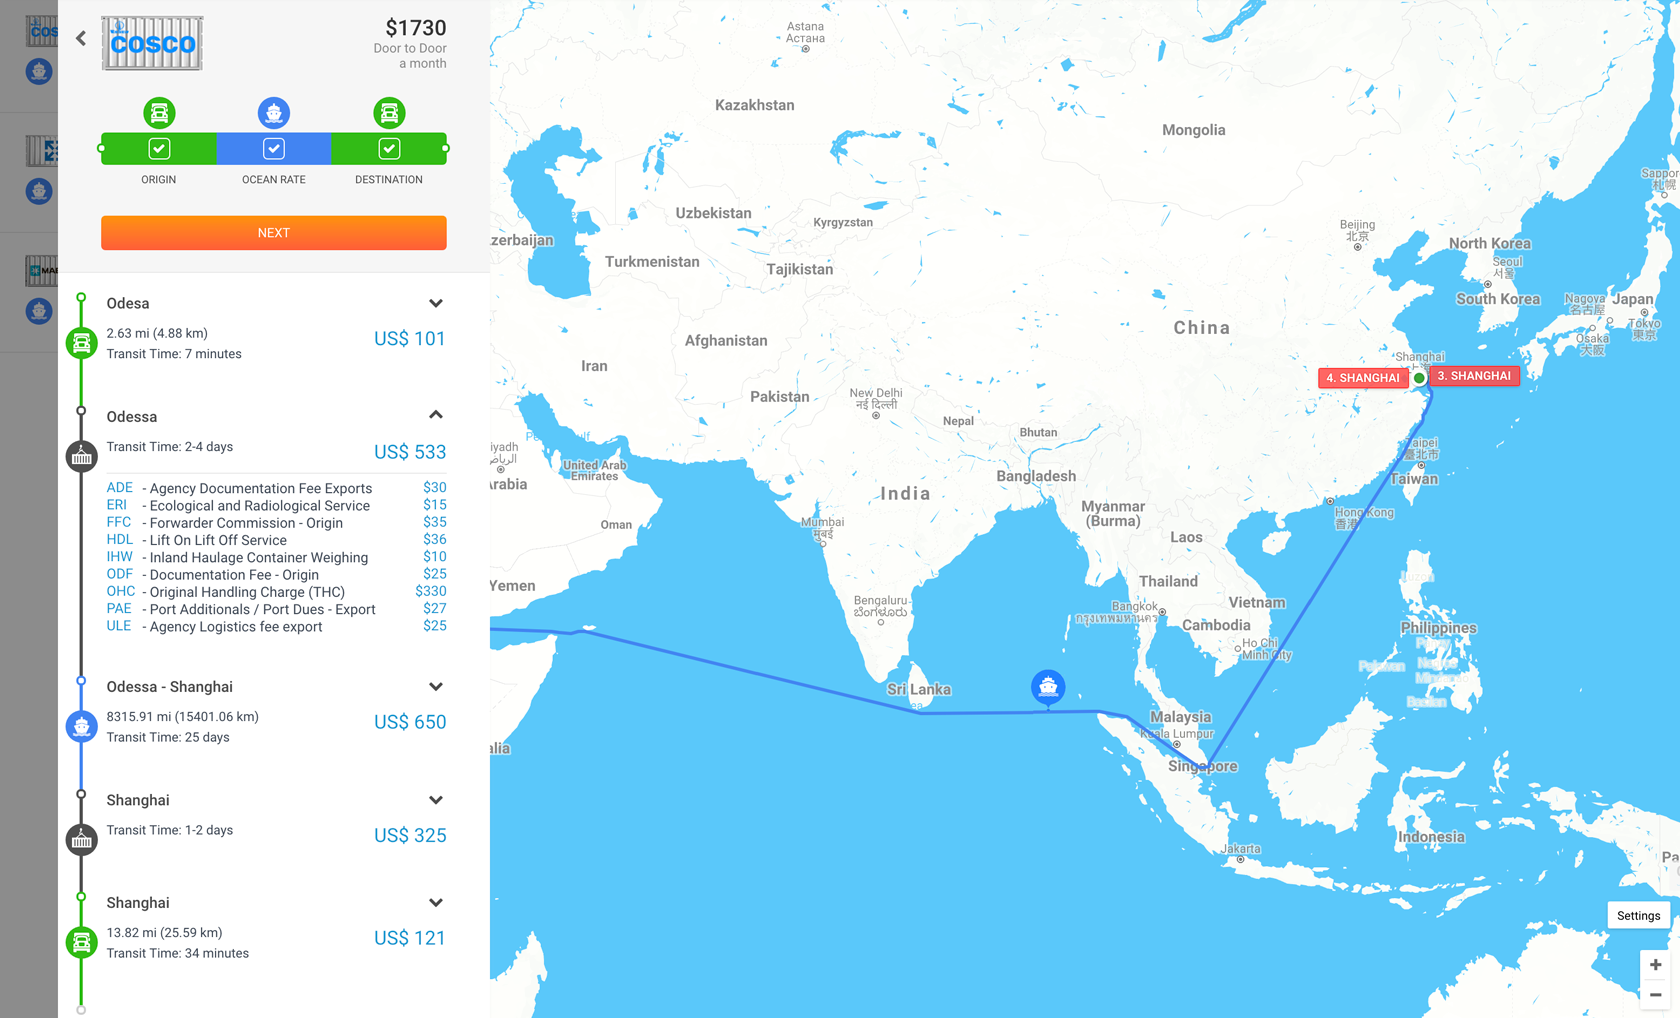 COSCO
$1730
Door to Door
a month
ORIGIN
OCEAN RATE
DESTINATION
NEXT
Odesa
2.63 mi (4.88 km)
Transit Time: 7 minutes
US$ 101
Odessa
Transit Time: 2-4 days
US$ 533
ADE - Agency Documentation Fee Exports $30
ERI - Ecological and Radiological Service $15
FFC - Forwarder Commission - Origin $35
HDL - Lift On Lift Off Service $36
IHW - Inland Haulage Container Weighing $10
ODF - Documentation Fee - Origin $25
OHC - Original Handling Charge (THC) $330
PAE - Port Additionals / Port Dues - Export $27
ULE - Agency Logistics fee export $25
Odessa - Shanghai
8315.91 mi (15401.06 km)
Transit Time: 25 days
US$ 650
Shanghai
Transit Time: 1-2 days
US$ 325
Shanghai
13.82 mi (25.59 km)
Transit Time: 34 minutes
US$ 121
Astana
Астана
Kazakhstan
Mongolia
Sappor
札幌
Uzbekistan
Kyrgyzstan
zerbaijan
Beijing
北京
North Korea
Turkmenistan
Tajikistan
Seoul
서울
South Korea
Nagoya
名古屋
Japan
Tokyo
東京
Osaka
大阪
China
Afghanistan
Iran
Shanghai
4. SHANGHAI
3. SHANGHAI
Pakistan
New Delhi
नई दिल्ली
Nepal
Bhutan
iyadh
الرياض
rabia
United Arab
Emirates
Bangladesh
Taipei
臺北市
Taiwan
India
Myanmar
(Burma)
Hong Kong
香港
Mumbai
मुंबई
Oman
Laos
Yemen
Thailand
Bengaluru
ಬೆಂಗಳೂರು
Bangkok
กรุงเทพมหานคร
Vietnam
Cambodia
Philippines
Ho Chi
Minh City
Sri Lanka
Malaysia
Kuala Lumpur
alia
Singapore
Indonesia
Jakarta
Pa
Settings
+
−